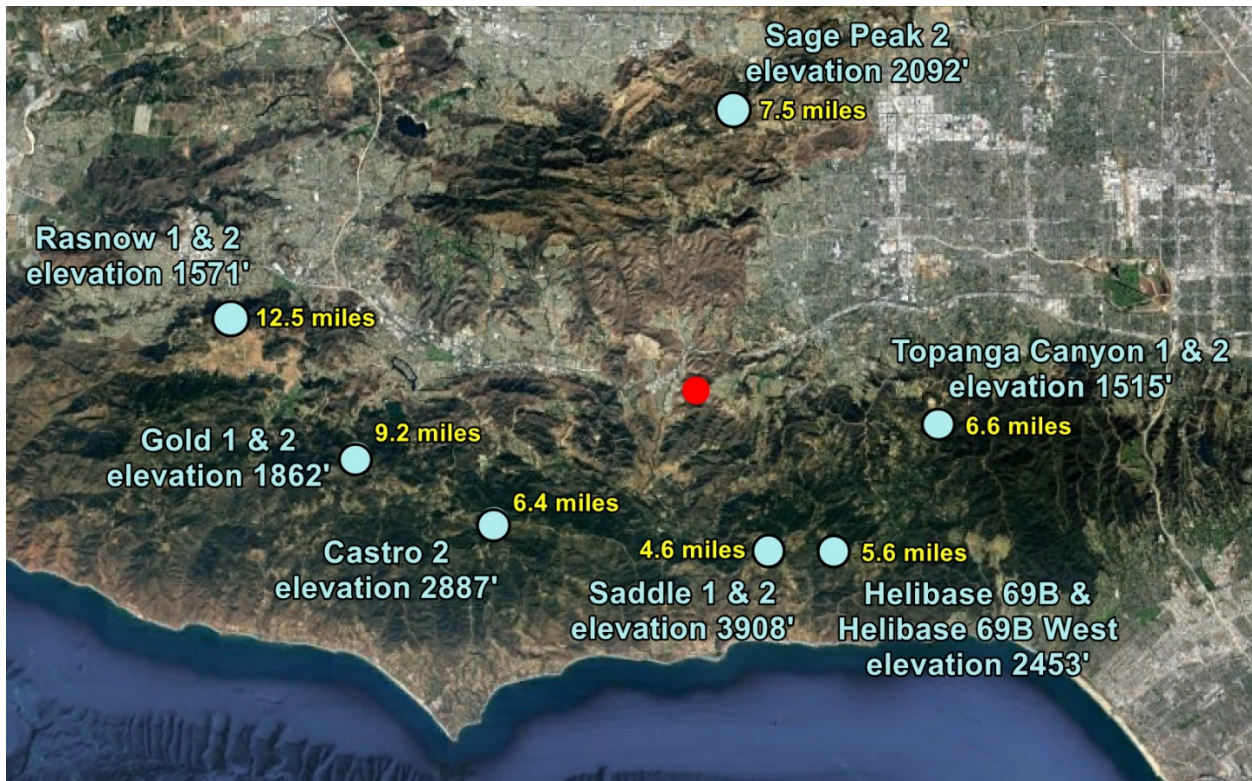 Sage Peak 2
elevation 2092'
7.5 miles
Rasnow 1 & 2
elevation 1571'
12.5 miles
Topanga Canyon 1 & 2
elevation 1515'
6.6 miles
Gold 1 & 2
elevation 1862'
9.2 miles
Castro 2
elevation 2887'
6.4 miles
4.6 miles
Saddle 1 & 2
elevation 3908'
5.6 miles
Helibase 69B &
Helibase 69B West
elevation 2453'